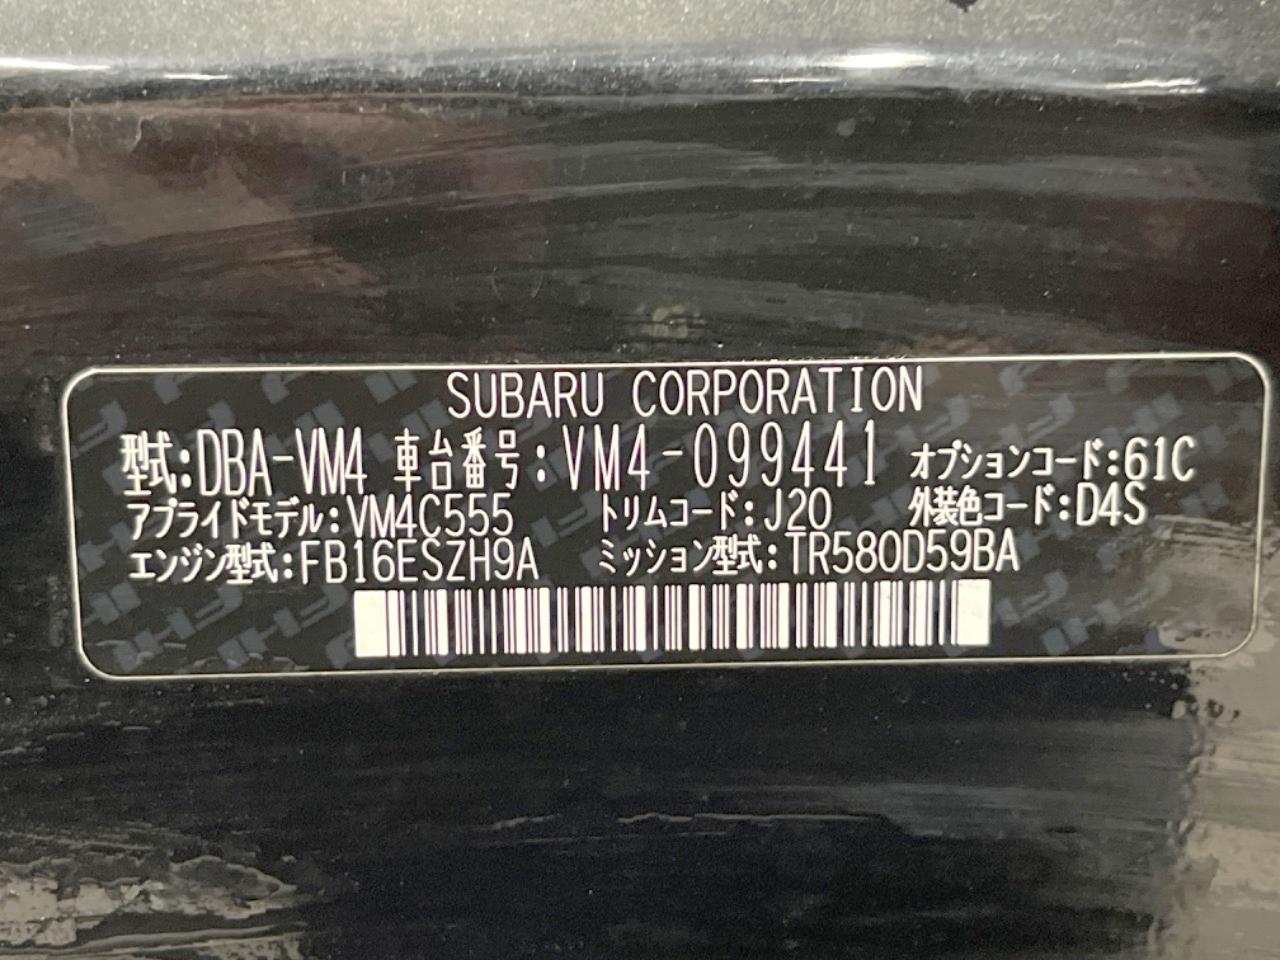 SUBARU CORPORATION
型式:DBA-VM4 車台番号:VM4-099441 オプションコード:61C
アプライドモデル:VM4C555 トリムコード:J20 外装色コード:D4S
エンジン型式:FB16ESZH9A ミッション型式:TR580D59BA